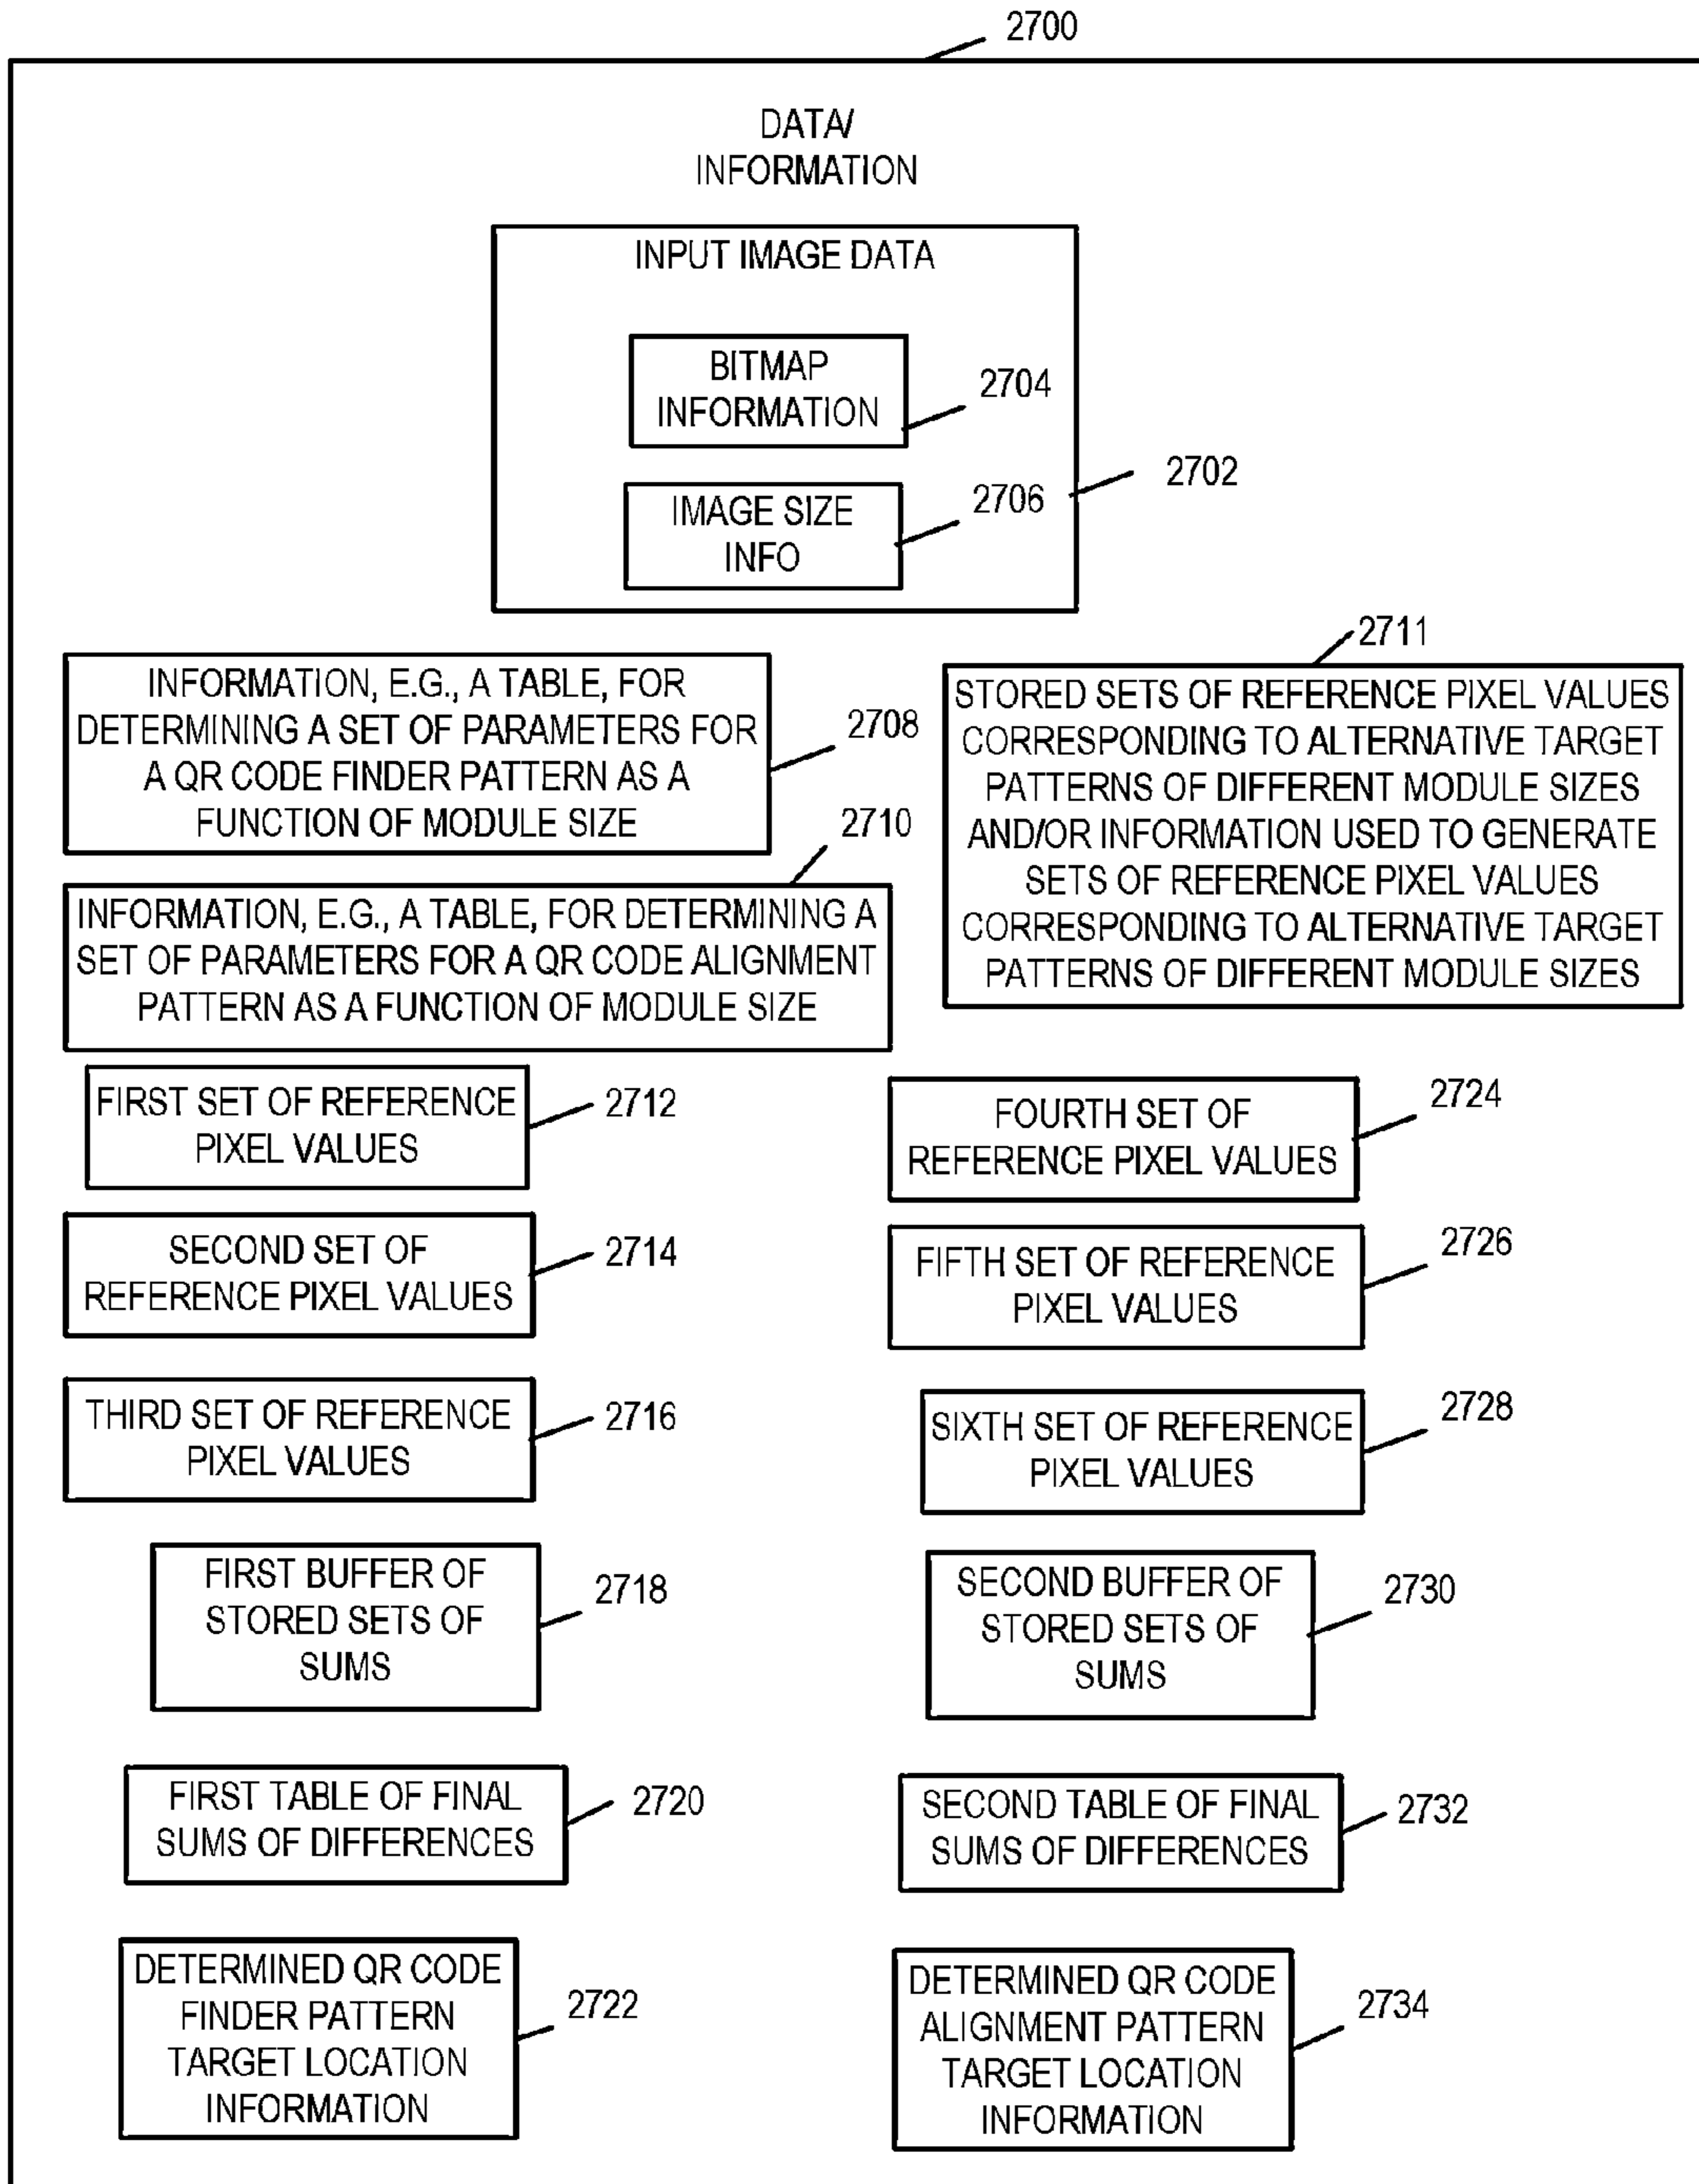 2700
DATA/
INFORMATION
INPUT IMAGE DATA
BITMAP
INFORMATION
2704
2702
IMAGE SIZE
INFO
2706
INFORMATION, E.G., A TABLE, FOR
DETERMINING A SET OF PARAMETERS FOR
A QR CODE FINDER PATTERN AS A
FUNCTION OF MODULE SIZE
2708
2711
STORED SETS OF REFERENCE PIXEL VALUES
CORRESPONDING TO ALTERNATIVE TARGET
PATTERNS OF DIFFERENT MODULE SIZES
AND/OR INFORMATION USED TO GENERATE
SETS OF REFERENCE PIXEL VALUES
CORRESPONDING TO ALTERNATIVE TARGET
PATTERNS OF DIFFERENT MODULE SIZES
2710
INFORMATION, E.G., A TABLE, FOR DETERMINING A
SET OF PARAMETERS FOR A QR CODE ALIGNMENT
PATTERN AS A FUNCTION OF MODULE SIZE
FIRST SET OF REFERENCE
PIXEL VALUES
2712
FOURTH SET OF
REFERENCE PIXEL VALUES
2724
SECOND SET OF
REFERENCE PIXEL VALUES
2714
FIFTH SET OF REFERENCE
PIXEL VALUES
2726
THIRD SET OF REFERENCE
PIXEL VALUES
2716
SIXTH SET OF REFERENCE
PIXEL VALUES
2728
FIRST BUFFER OF
STORED SETS OF
SUMS
2718
SECOND BUFFER OF
STORED SETS OF
SUMS
2730
FIRST TABLE OF FINAL
SUMS OF DIFFERENCES
2720
SECOND TABLE OF FINAL
SUMS OF DIFFERENCES
2732
DETERMINED QR CODE
FINDER PATTERN
TARGET LOCATION
INFORMATION
2722
DETERMINED QR CODE
ALIGNMENT PATTERN
TARGET LOCATION
INFORMATION
2734